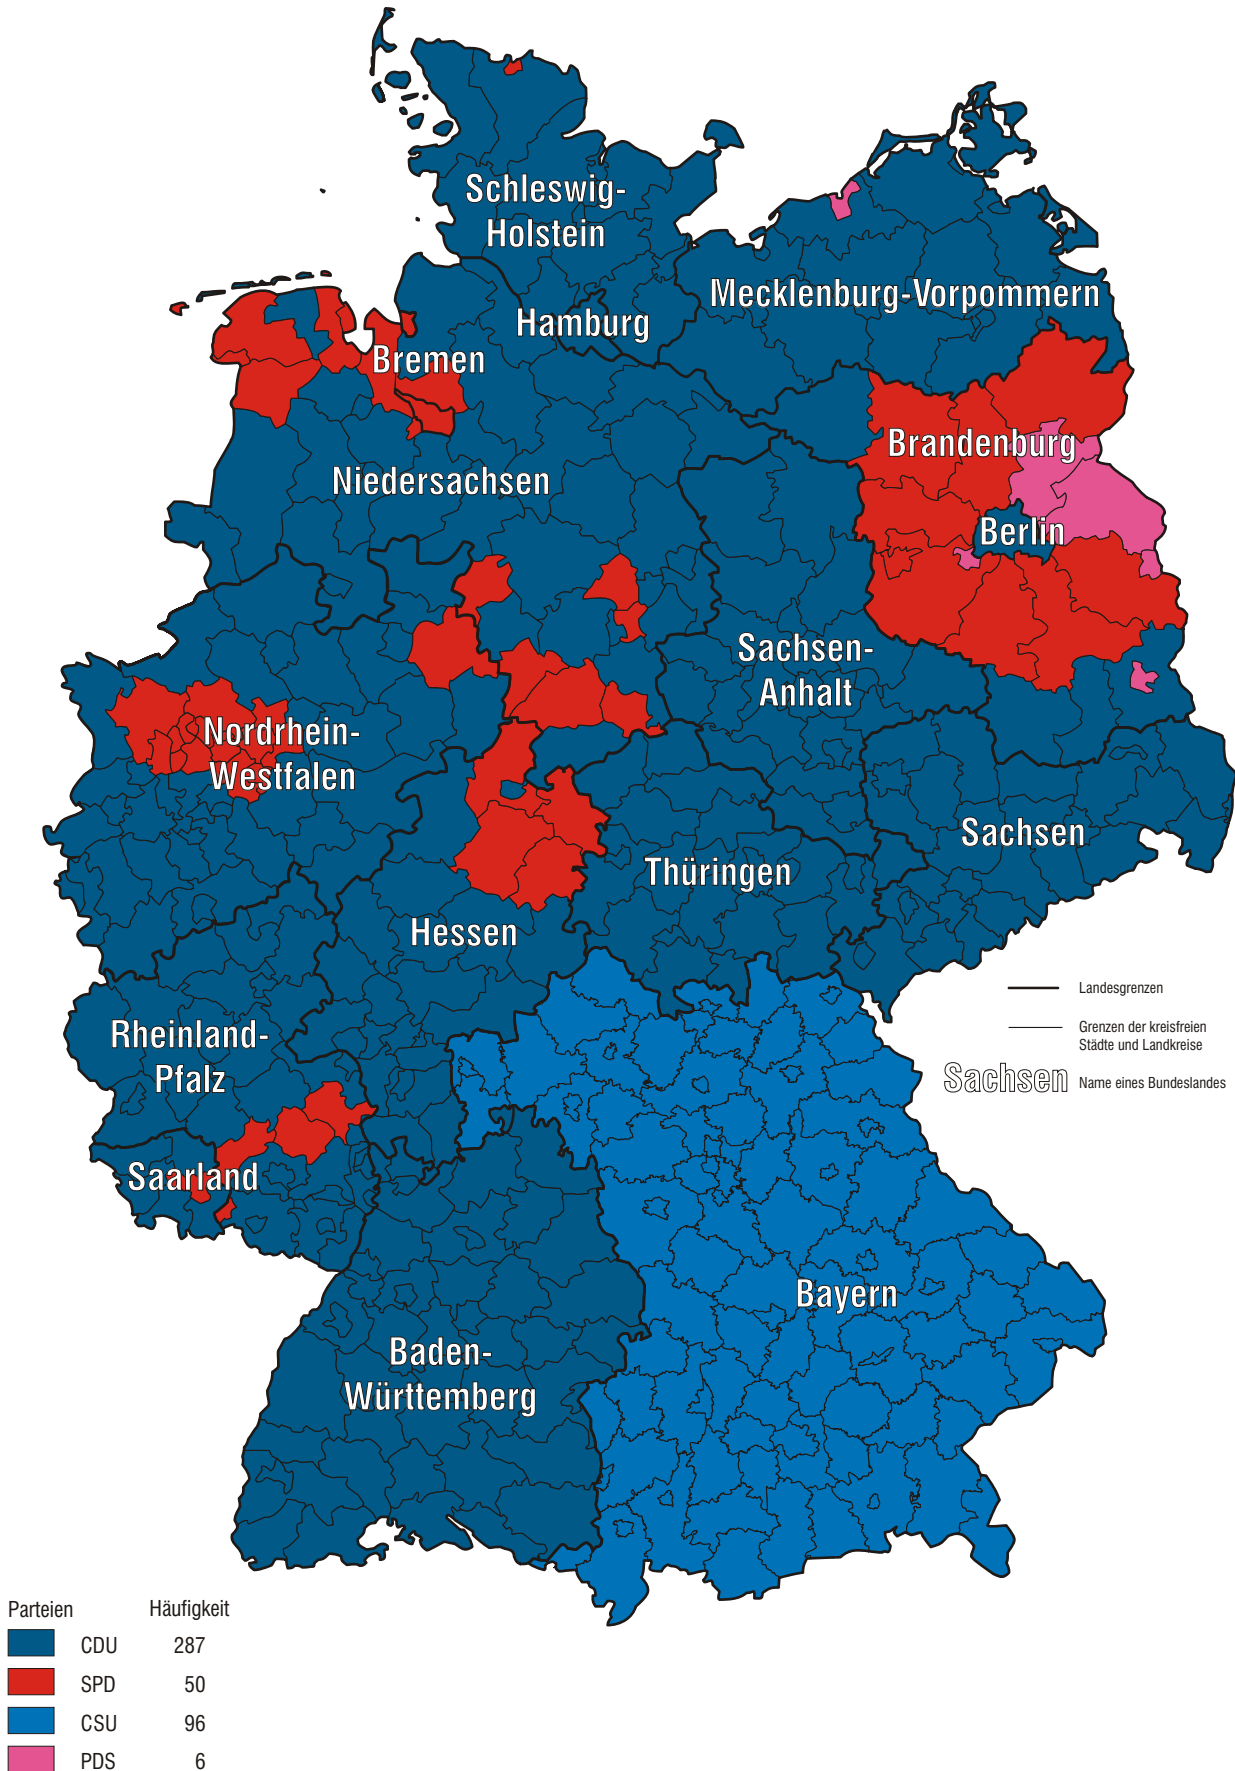 Schleswig-
Holstein
Mecklenburg-Vorpommern
Hamburg
Bremen
Brandenburg
Niedersachsen
Berlin
Sachsen-
Anhalt
Nordrhein-
Westfalen
Sachsen
Thüringen
Hessen
Landesgrenzen
Rheinland-
Pfalz
Grenzen der kreisfreien
Städte und Landkreise
Sachsen Name eines Bundeslandes
Saarland
Bayern
Baden-
Württemberg
Parteien Häufigkeit
CDU 287
SPD 50
CSU 96
PDS 6